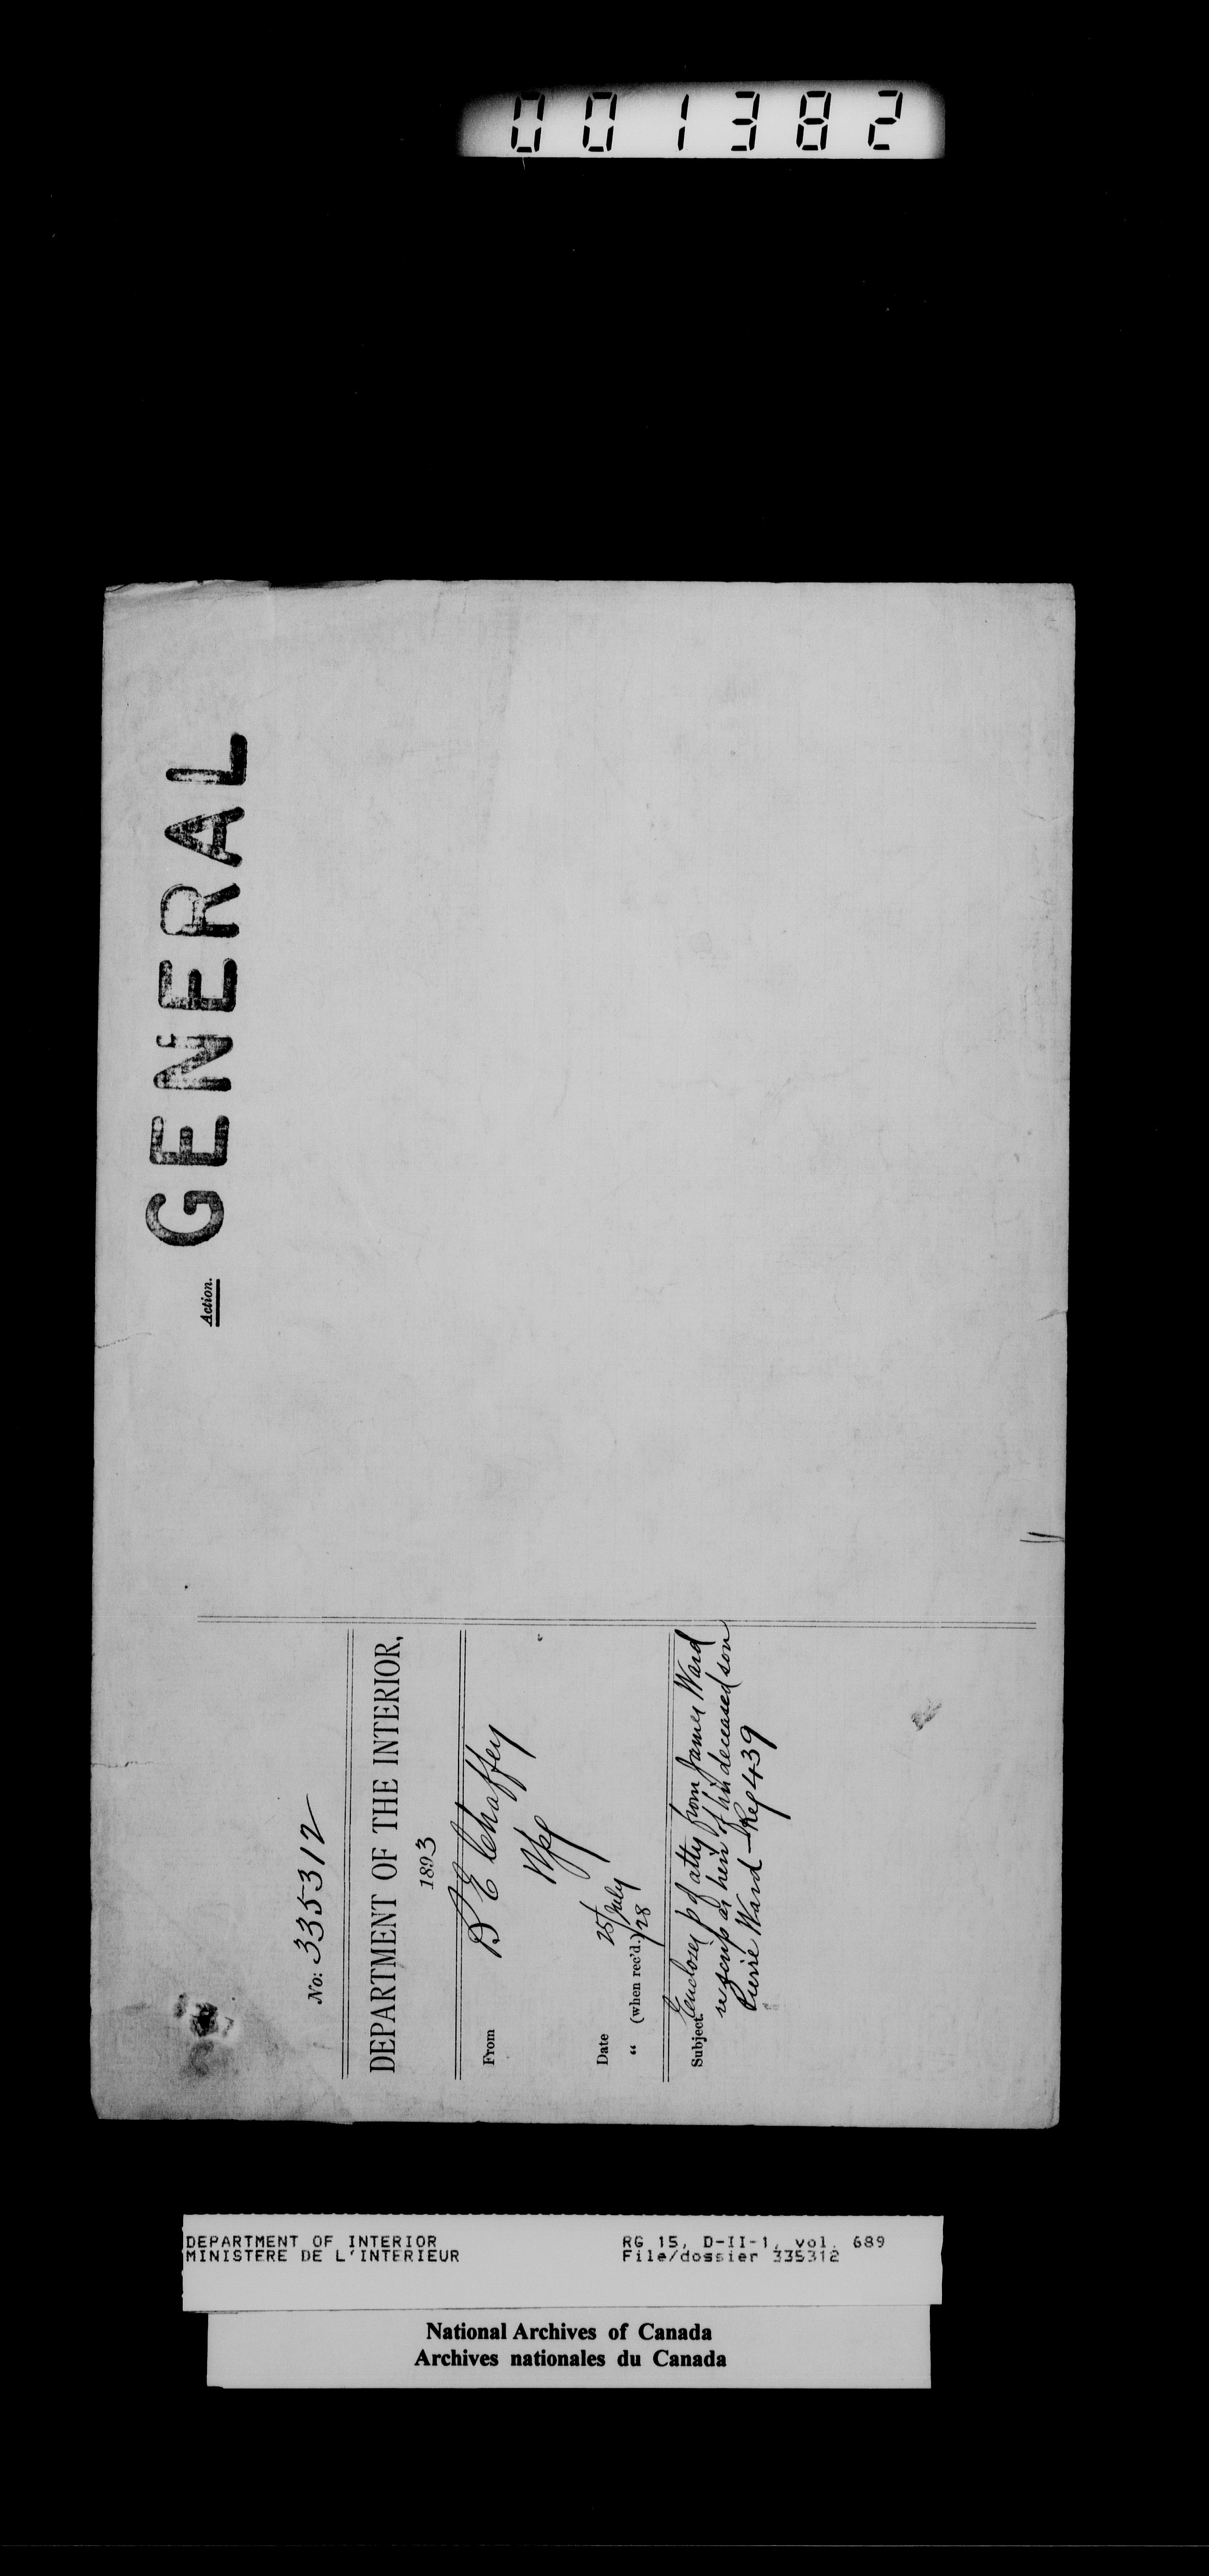 001382
Action. GENERAL
No: 335312
DEPARTMENT OF THE INTERIOR,
1893
From D E Chaffey
Wpg
Date 25 July
" (when rec'd.) 28
Subject. Encloses p of atty from James Ward
re scrip as heir of his deceased son
Pierre Ward - Reg 439
DEPARTMENT OF INTERIOR
MINISTERE DE L'INTERIEUR
RG 15, D-II-1, vol. 689
File/dossier 335312
National Archives of Canada
Archives nationales du Canada